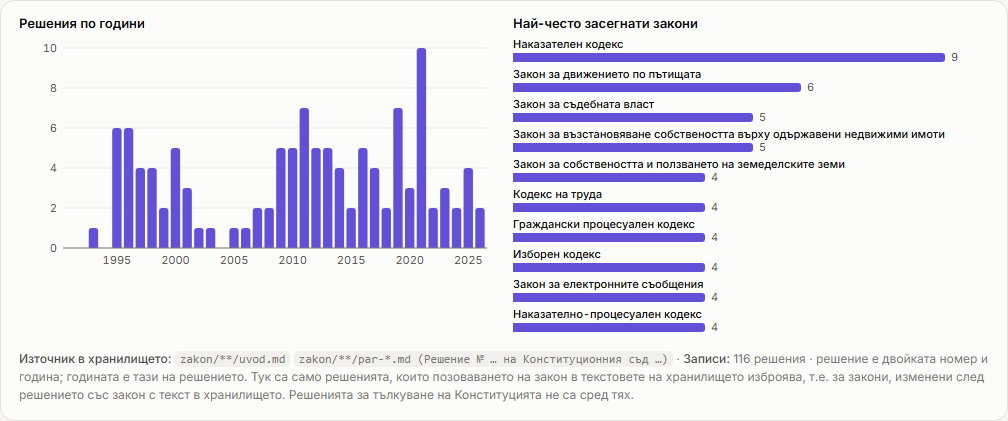 Решения по години
10
8
6
4
2
0
1995 2000 2005 2010 2015 2020 2025
Най-често засегнати закони
Наказателен кодекс
9
Закон за движението по пътищата
6
Закон за съдебната власт
5
Закон за възстановяване собствеността върху одържавени недвижими имоти
5
Закон за собствеността и ползването на земеделските земи
4
Кодекс на труда
4
Граждански процесуален кодекс
4
Изборен кодекс
4
Закон за електронните съобщения
4
Наказателно-процесуален кодекс
4
Източник в хранилището: zakon/**/uvod.md zakon/**/par-*.md (Решение № … на Конституционния съд …) · Записи: 116 решения · решение е двойката номер и
година; годината е тази на решението. Тук са само решенията, които позоваването на закон в текстовете на хранилището изброява, т.е. за закони, изменени след
решението със закон с текст в хранилището. Решенията за тълкуване на Конституцията не са сред тях.